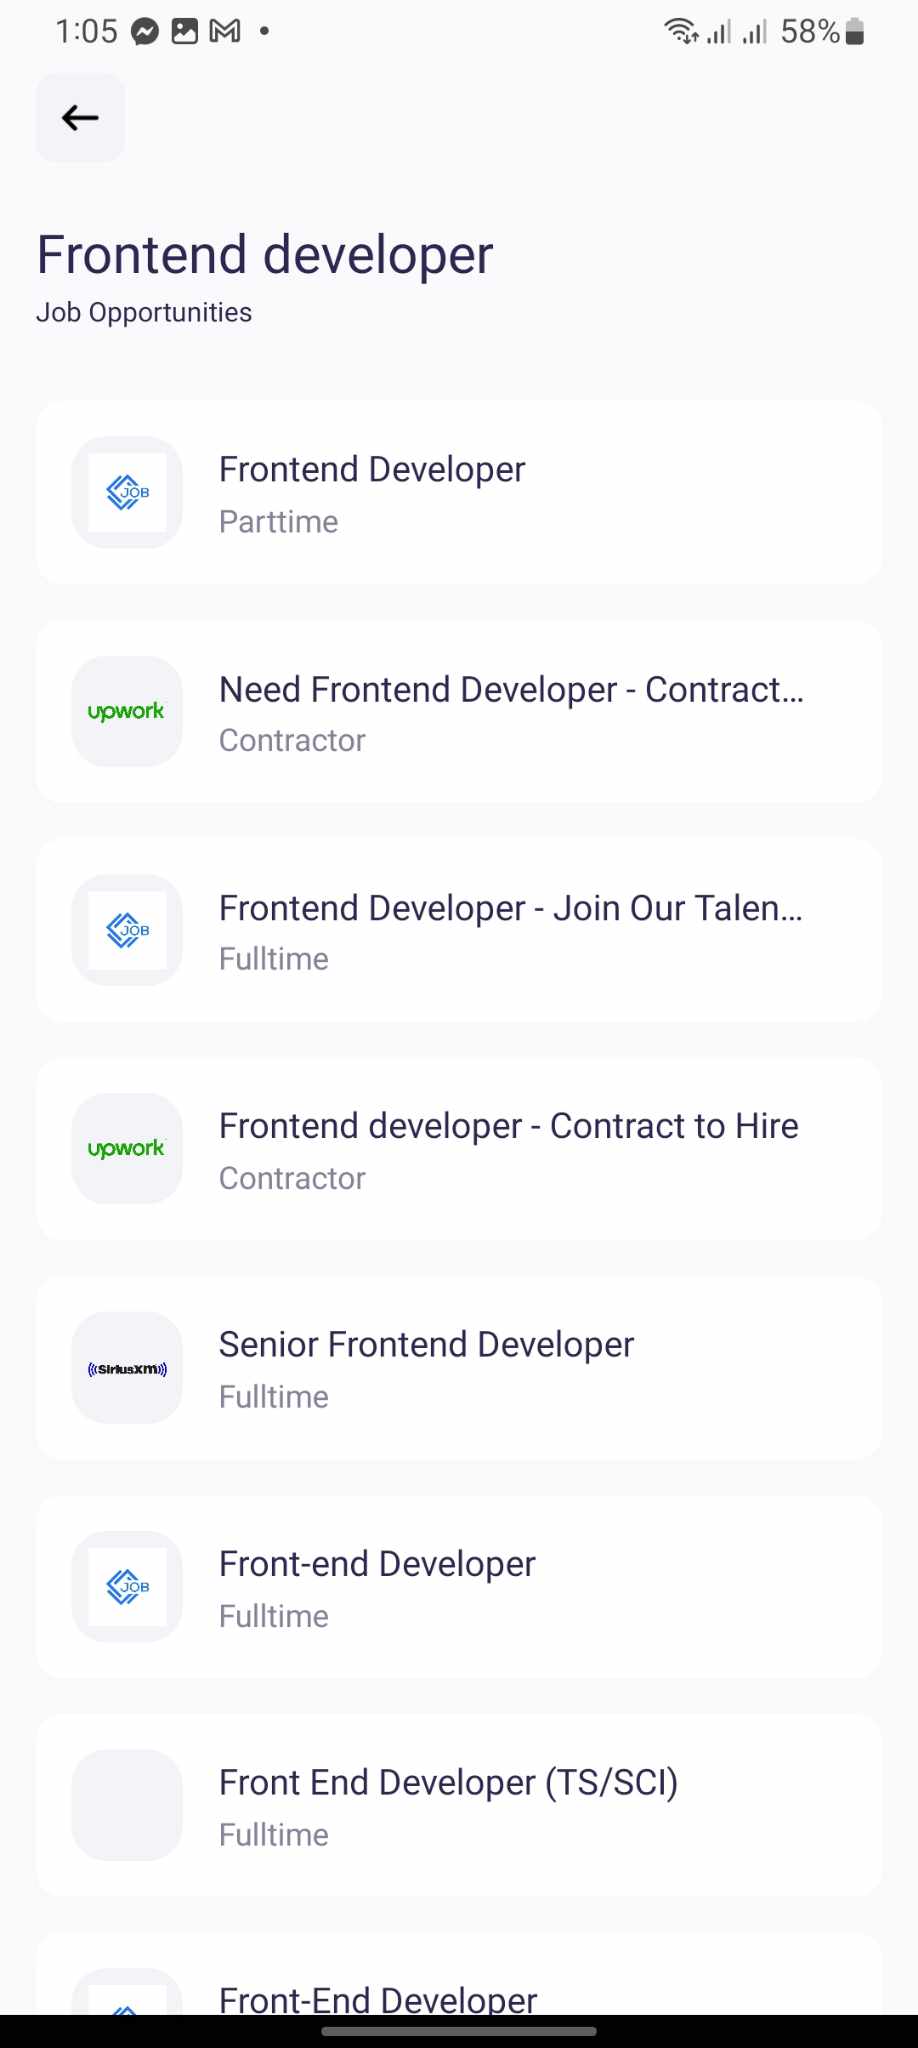 1:05
58%
Frontend developer
Job Opportunities
JOB
Frontend Developer
Parttime
upwork
Need Frontend Developer - Contract...
Contractor
JOB
Frontend Developer - Join Our Talen...
Fulltime
upwork
Frontend developer - Contract to Hire
Contractor
((SiriusXM))
Senior Frontend Developer
Fulltime
JOB
Front-end Developer
Fulltime
Front End Developer (TS/SCI)
Fulltime
Front-End Developer